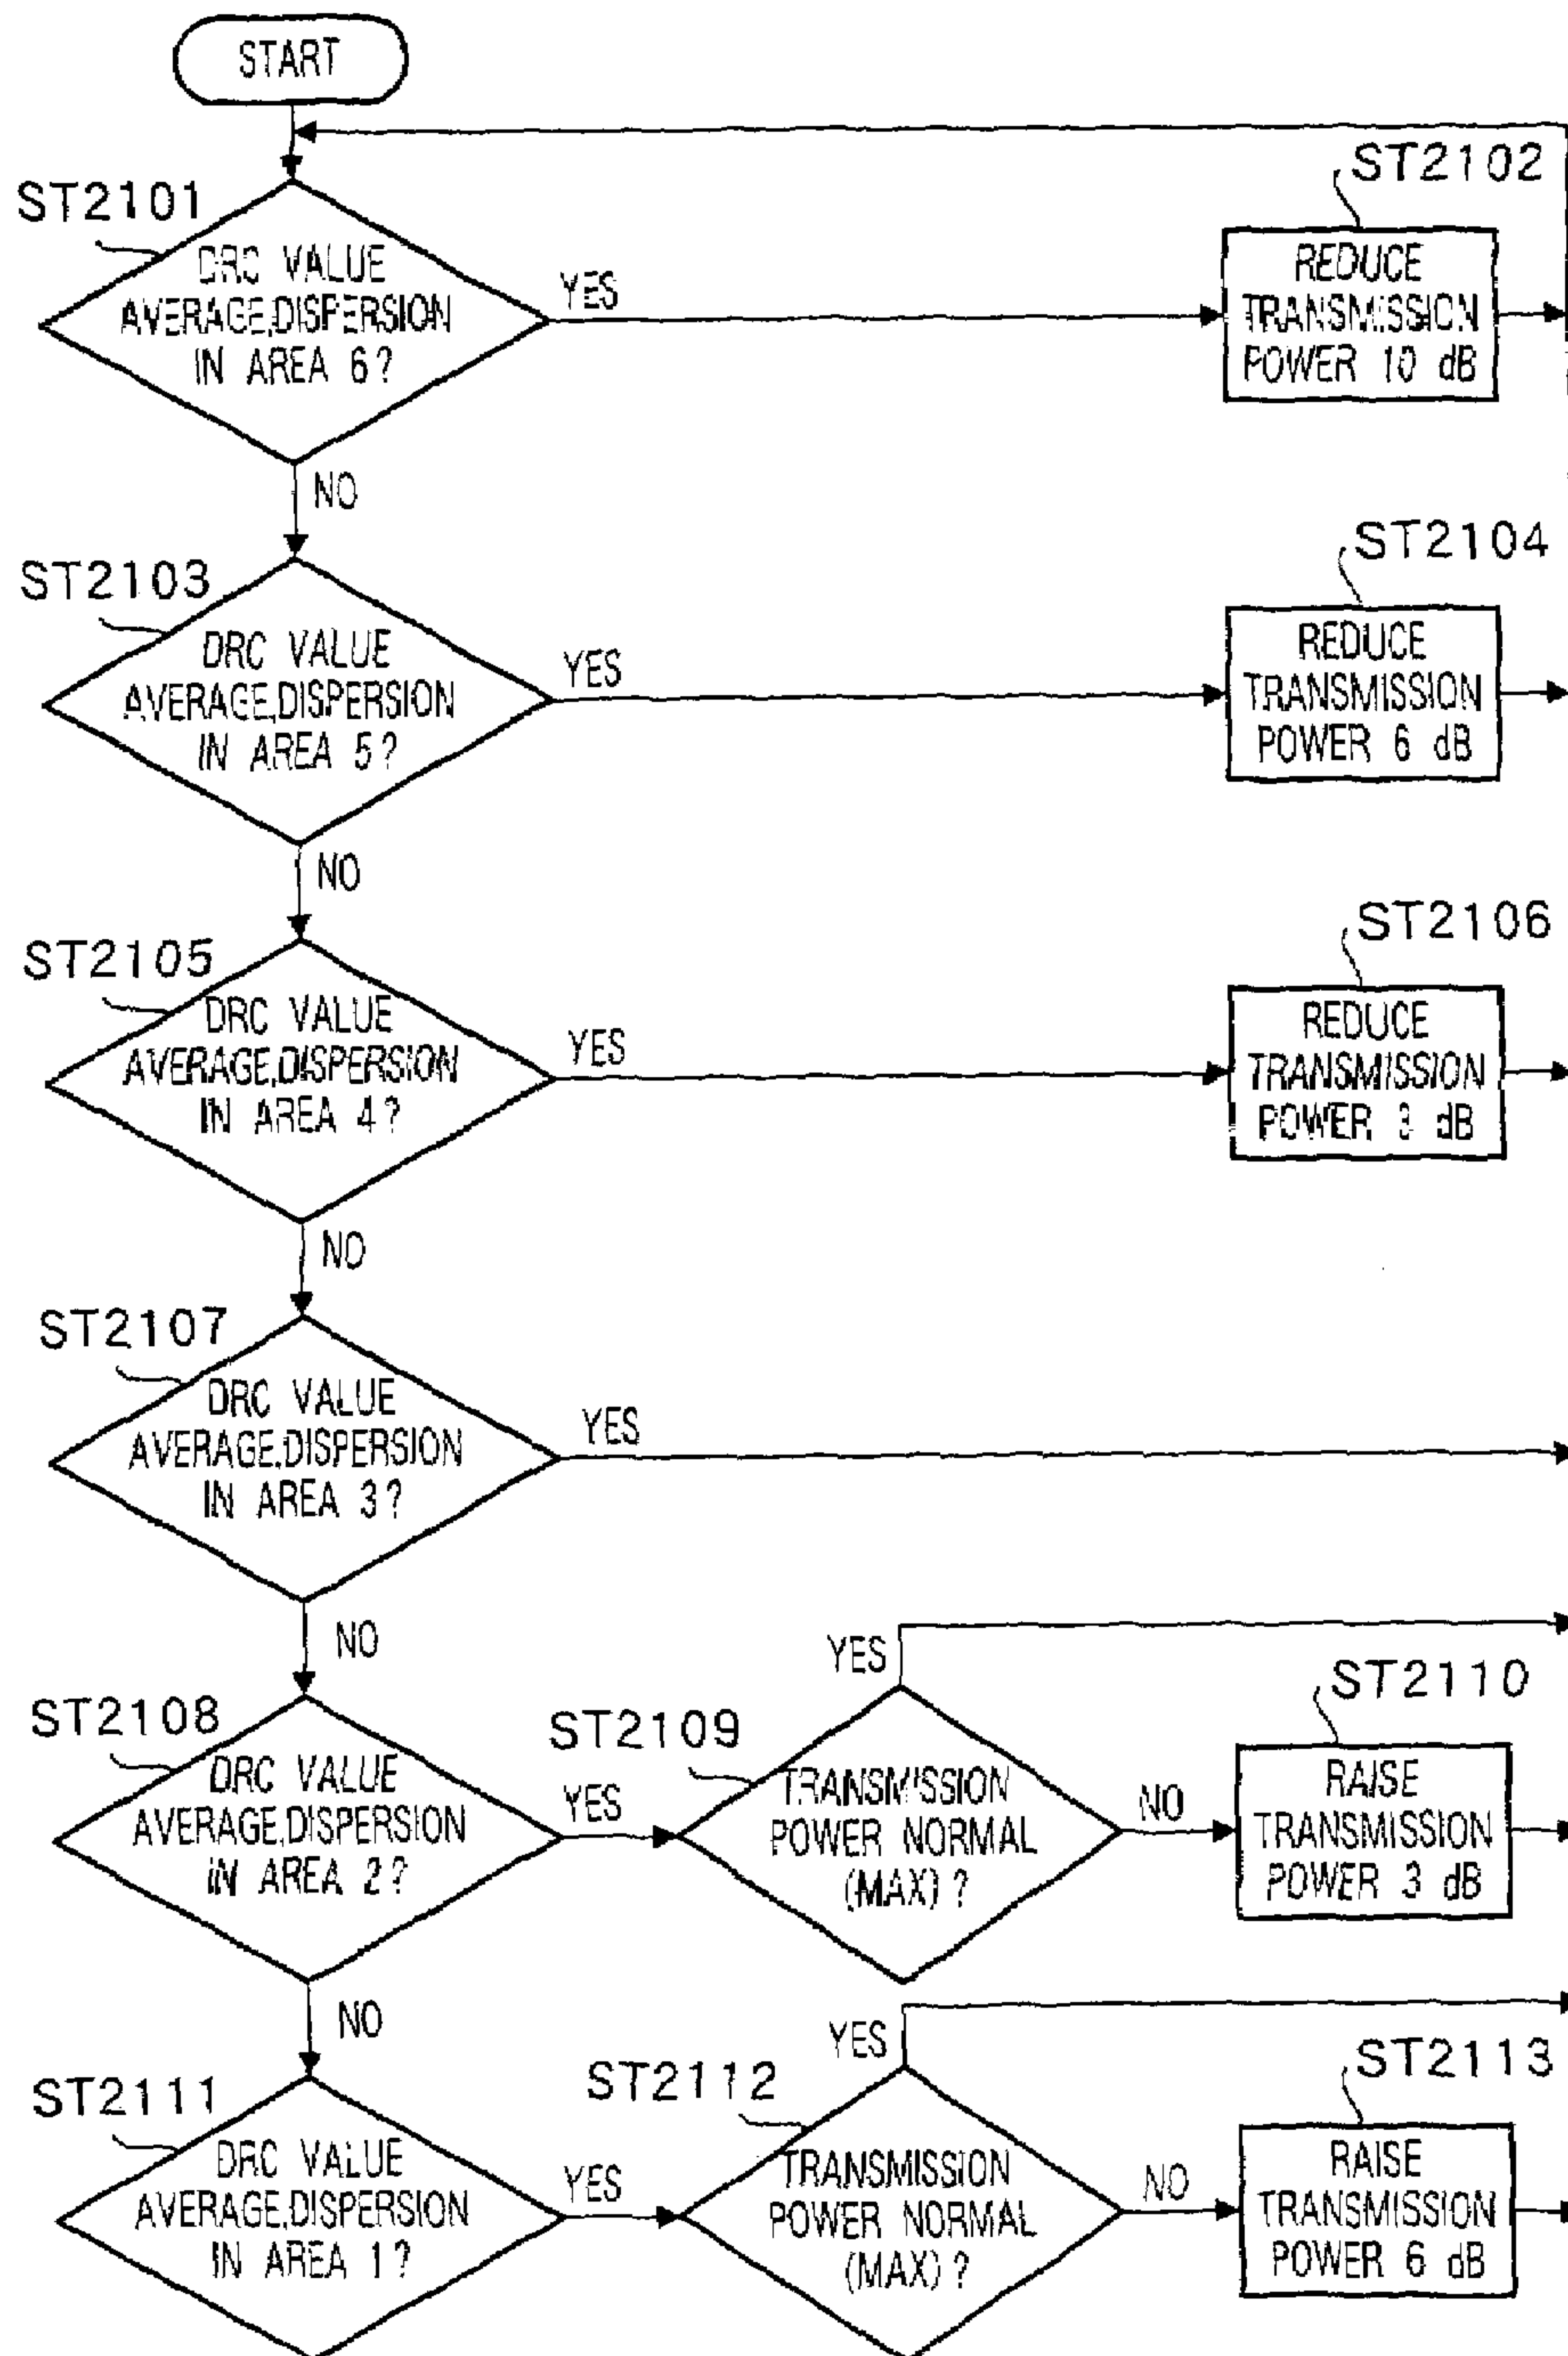 START
ST2101
DRC VALUE
AVERAGE,DISPERSION
IN AREA 6?
YES
NO
ST2102
REDUCE
TRANSMISSION
POWER 10 dB
ST2103
DRC VALUE
AVERAGE,DISPERSION
IN AREA 5?
YES
NO
ST2104
REDUCE
TRANSMISSION
POWER 6 dB
ST2105
DRC VALUE
AVERAGE,DISPERSION
IN AREA 4?
YES
NO
ST2106
REDUCE
TRANSMISSION
POWER 3 dB
ST2107
DRC VALUE
AVERAGE,DISPERSION
IN AREA 3?
YES
NO
ST2108
DRC VALUE
AVERAGE,DISPERSION
IN AREA 2?
YES
NO
ST2109
TRANSMISSION
POWER NORMAL
(MAX)?
YES
NO
ST2110
RAISE
TRANSMISSION
POWER 3 dB
ST2111
DRC VALUE
AVERAGE,DISPERSION
IN AREA 1?
YES
ST2112
TRANSMISSION
POWER NORMAL
(MAX)?
YES
NO
ST2113
RAISE
TRANSMISSION
POWER 6 dB